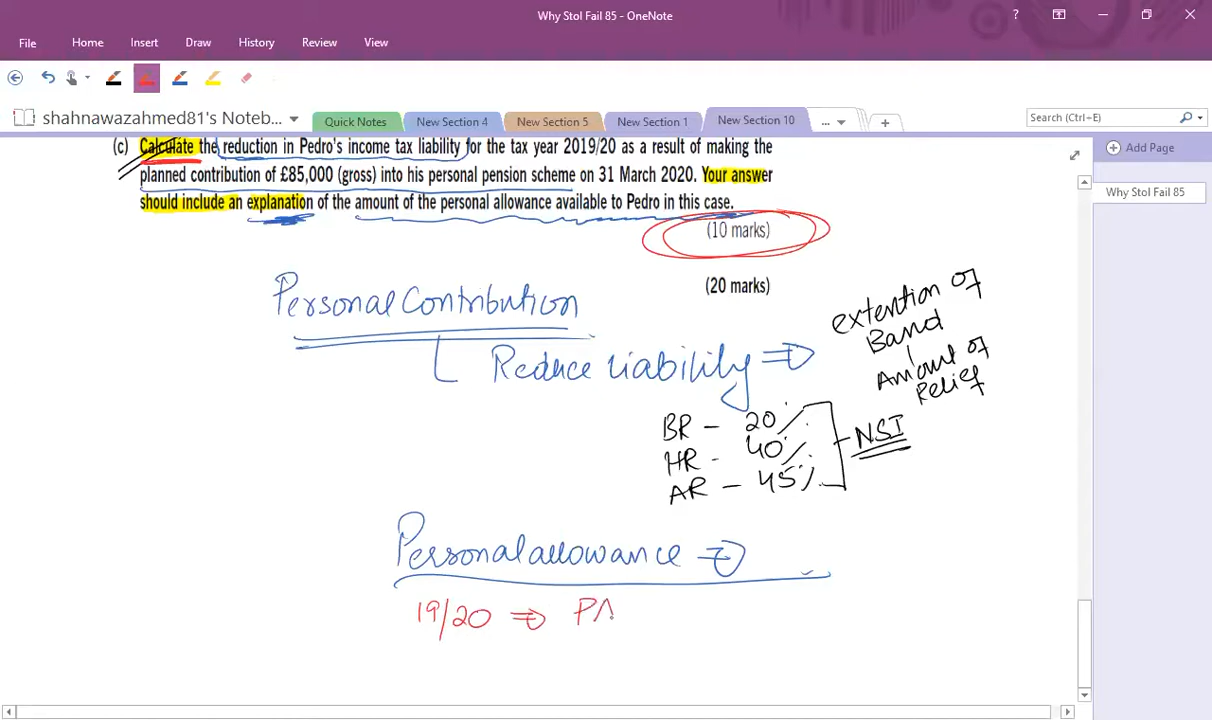 Why Stol Fail 85 - OneNote
?
File Home Insert Draw History Review View
shahnawazahmed81's Noteb... Quick Notes New Section 4 New Section 5 New Section 1 New Section 10 ... + Search (Ctrl+E)
+ Add Page
Why Stol Fail 85
(c) Calculate the reduction in Pedro's income tax liability for the tax year 2019/20 as a result of making the
planned contribution of £85,000 (gross) into his personal pension scheme on 31 March 2020. Your answer
should include an explanation of the amount of the personal allowance available to Pedro in this case.
(10 marks)
(20 marks)
Personal Contribution
Reduce liability ⇒
extention of
Band
Amount of
Relief
BR - 20%
HR - 40%
AR - 45%
NSI
Personal allowance ⇒
19/20 ⇒ PA